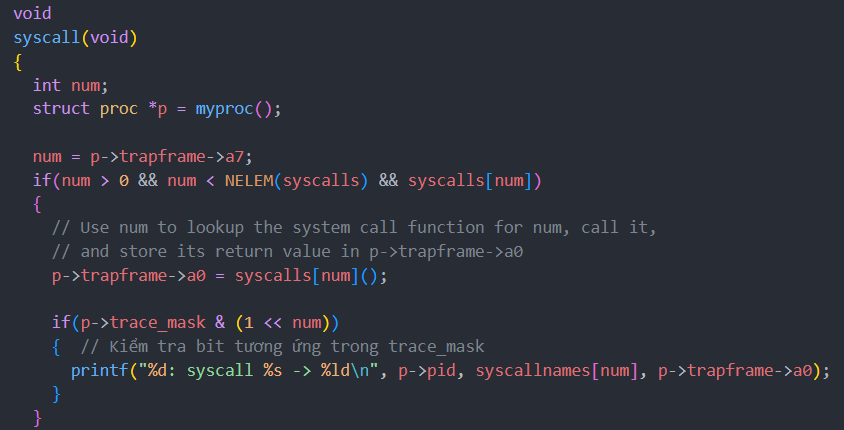 void
syscall(void)
{
  int num;
  struct proc *p = myproc();

  num = p->trapframe->a7;
  if(num > 0 && num < NELEM(syscalls) && syscalls[num])
  {
    // Use num to lookup the system call function for num, call it,
    // and store its return value in p->trapframe->a0
    p->trapframe->a0 = syscalls[num]();

    if(p->trace_mask & (1 << num))
    {  // Kiểm tra bit tương ứng trong trace_mask
      printf("%d: syscall %s -> %ld\n", p->pid, syscallnames[num], p->trapframe->a0);
    }
  }